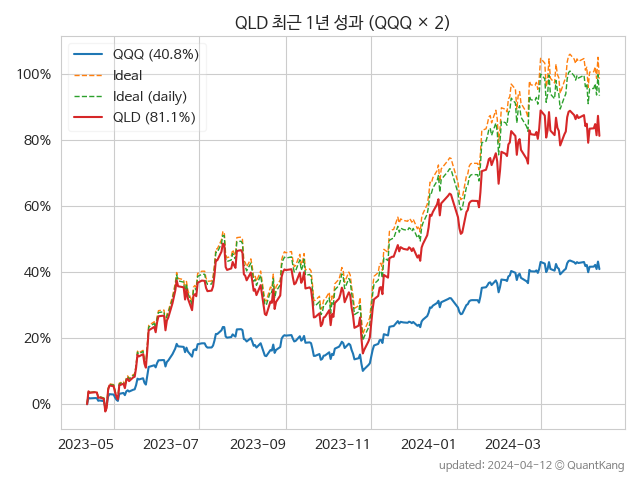 QLD 최근 1년 성과 (QQQ × 2)
QQQ (40.8%)
Ideal
Ideal (daily)
QLD (81.1%)
100%
80%
60%
40%
20%
0%
2023-05
2023-07
2023-09
2023-11
2024-01
2024-03
updated: 2024-04-12 © QuantKang